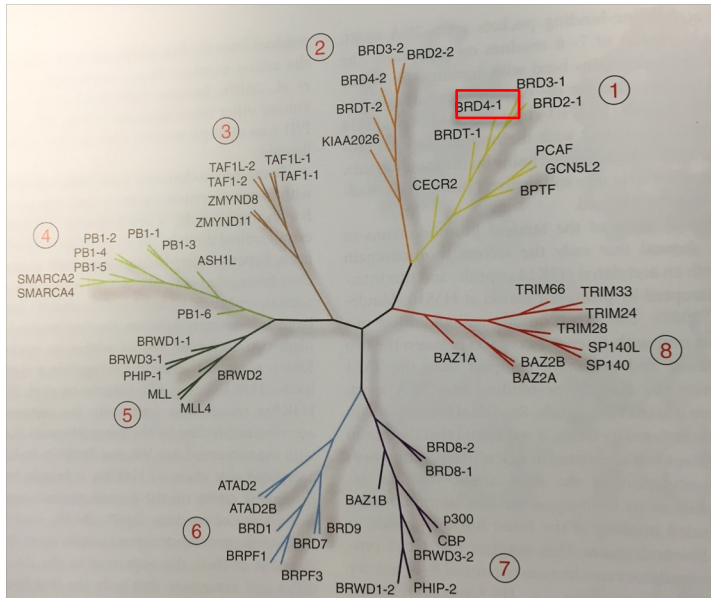 2
BRD3-2
BRD2-2
BRD4-2
BRDT-2
KIAA2026
1
BRD3-1
BRD4-1
BRD2-1
BRDT-1
PCAF
GCN5L2
BPTF
CECR2
3
TAF1L-2
TAF1L-1
TAF1-2
TAF1-1
ZMYND8
ZMYND11
4
PB1-2
PB1-1
PB1-4
PB1-3
PB1-5
ASH1L
SMARCA2
SMARCA4
PB1-6
BRWD1-1
BRWD3-1
PHIP-1
BRWD2
MLL
MLL4
5
TRIM66
TRIM33
TRIM24
TRIM28
SP140L
SP140
BAZ1A
BAZ2B
BAZ2A
8
ATAD2
ATAD2B
BRD1
BRD7
BRD9
BRPF1
BRPF3
6
BRD8-2
BRD8-1
BAZ1B
p300
CBP
BRWD3-2
BRWD1-2
PHIP-2
7